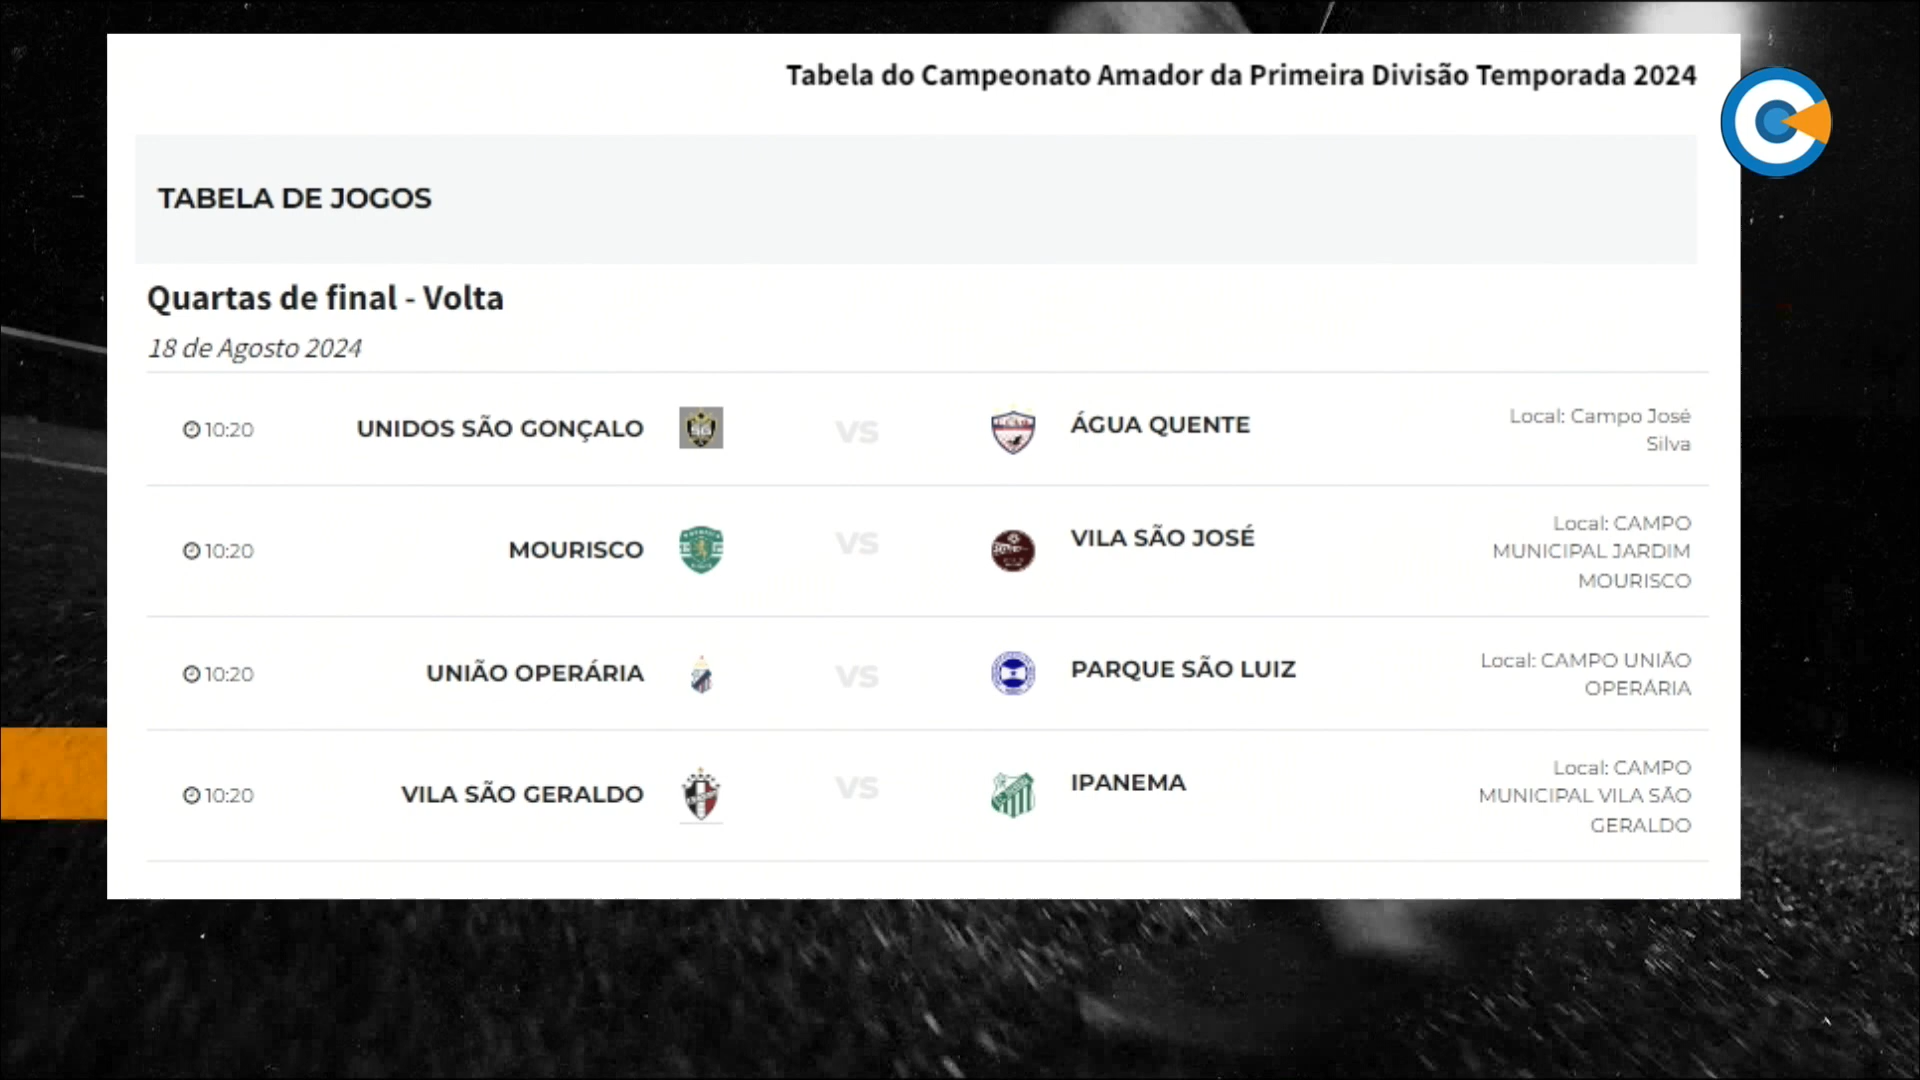 Tabela do Campeonato Amador da Primeira Divisão Temporada 2024
TABELA DE JOGOS
Quartas de final - Volta
18 de Agosto 2024
10:20 UNIDOS SÃO GONÇALO VS ÁGUA QUENTE Local: Campo José
Silva
10:20 MOURISCO VS VILA SÃO JOSÉ Local: CAMPO
MUNICIPAL JARDIM
MOURISCO
10:20 UNIÃO OPERÁRIA VS PARQUE SÃO LUIZ Local: CAMPO UNIÃO
OPERÁRIA
10:20 VILA SÃO GERALDO VS IPANEMA Local: CAMPO
MUNICIPAL VILA SÃO
GERALDO